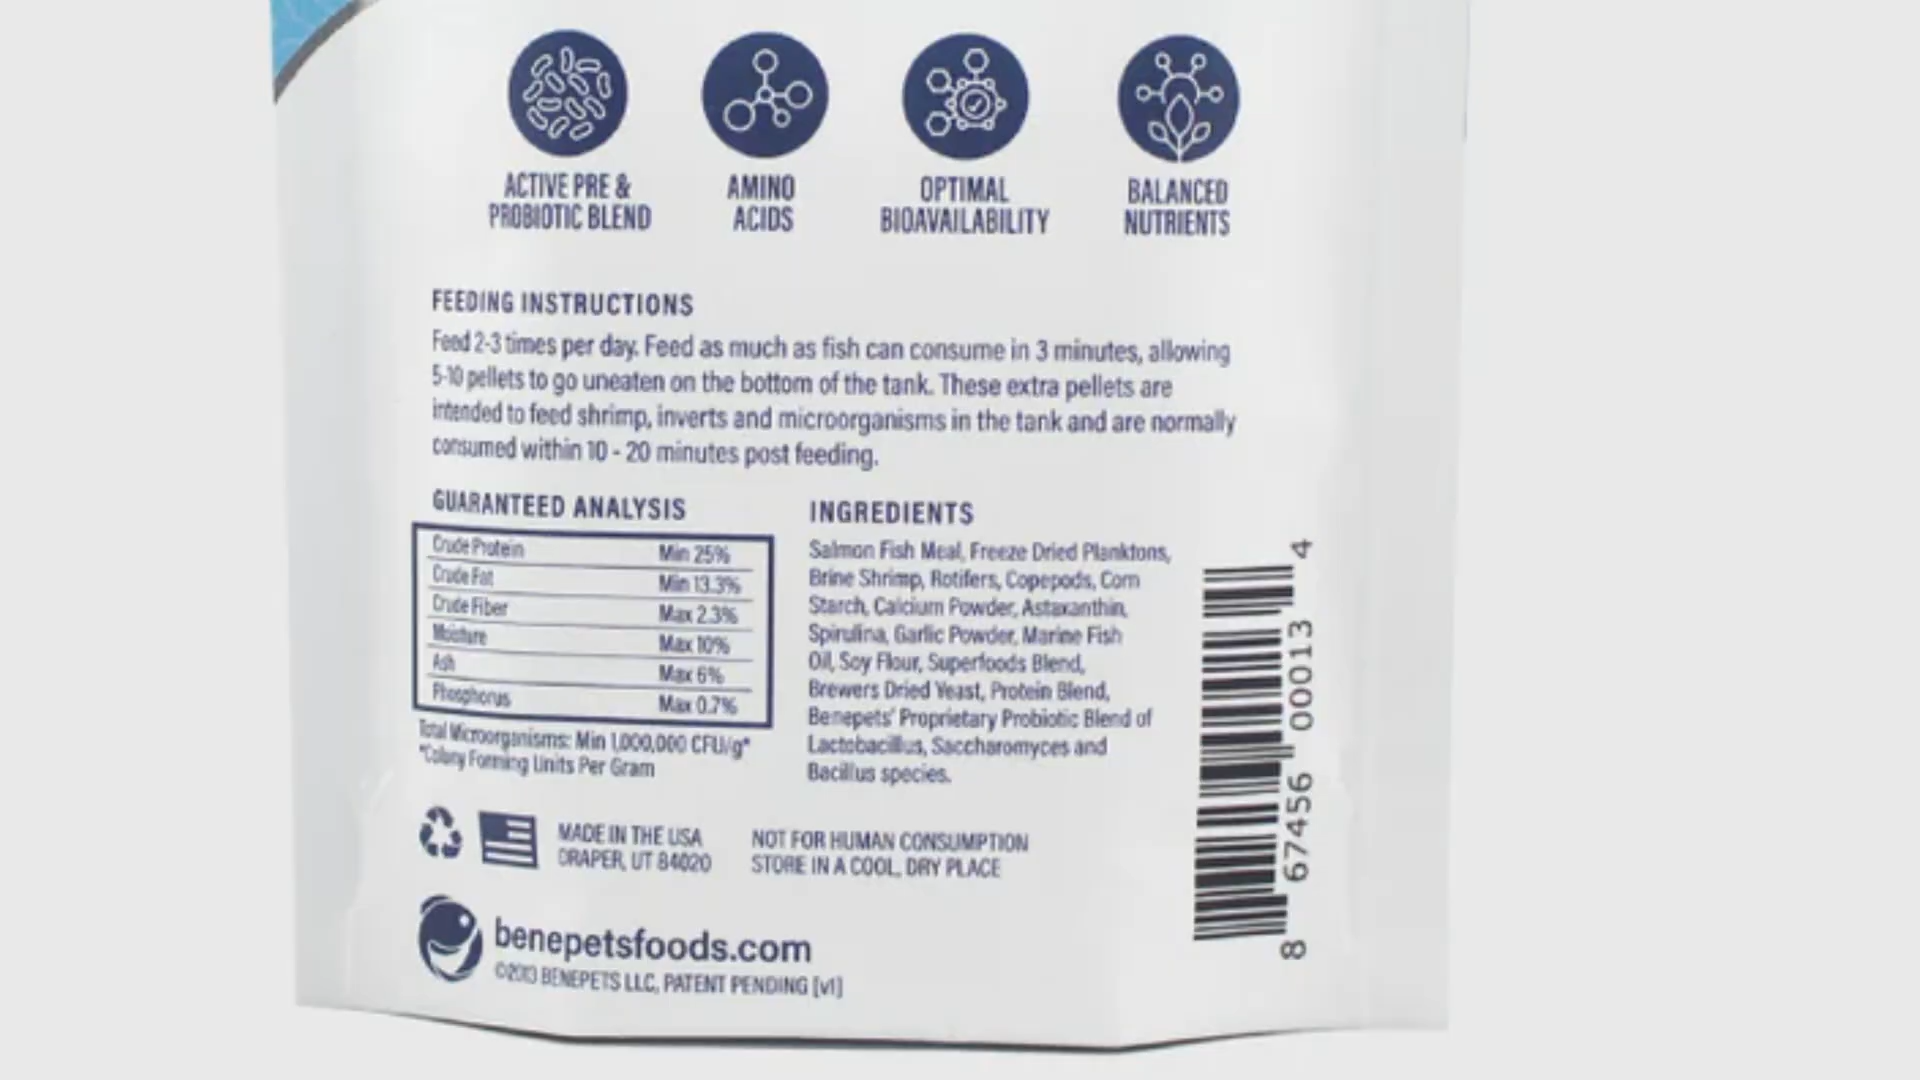 ACTIVE PRE &
PROBIOTIC BLEND
AMINO
ACIDS
OPTIMAL
BIOAVAILABILITY
BALANCED
NUTRIENTS
FEEDING INSTRUCTIONS
Feed 2-3 times per day. Feed as much as fish can consume in 3 minutes, allowing
5-10 pellets to go uneaten on the bottom of the tank. These extra pellets are
intended to feed shrimp, inverts and microorganisms in the tank and are normally
consumed within 10 - 20 minutes post feeding.
GUARANTEED ANALYSIS
Crude Protein Min 25%
Crude Fat Min 13.3%
Crude Fiber Max 2.3%
Moisture Max 10%
Ash Max 6%
Phosphorus Max 0.7%
Total Microorganisms: Min 1,000,000 CFU/g*
*Colony Forming Units Per Gram
INGREDIENTS
Salmon Fish Meal, Freeze Dried Planktons,
Brine Shrimp, Rotifers, Copepods, Corn
Starch, Calcium Powder, Astaxanthin,
Spirulina, Garlic Powder, Marine Fish
Oil, Soy Flour, Superfoods Blend,
Brewers Dried Yeast, Protein Blend,
Benepets' Proprietary Probiotic Blend of
Lactobacillus, Saccharomyces and
Bacillus species.
8 67456 00013 4
MADE IN THE USA
DRAPER, UT 84020
NOT FOR HUMAN CONSUMPTION
STORE IN A COOL, DRY PLACE
benepetsfoods.com
©2013 BENEPETS LLC, PATENT PENDING [v1]